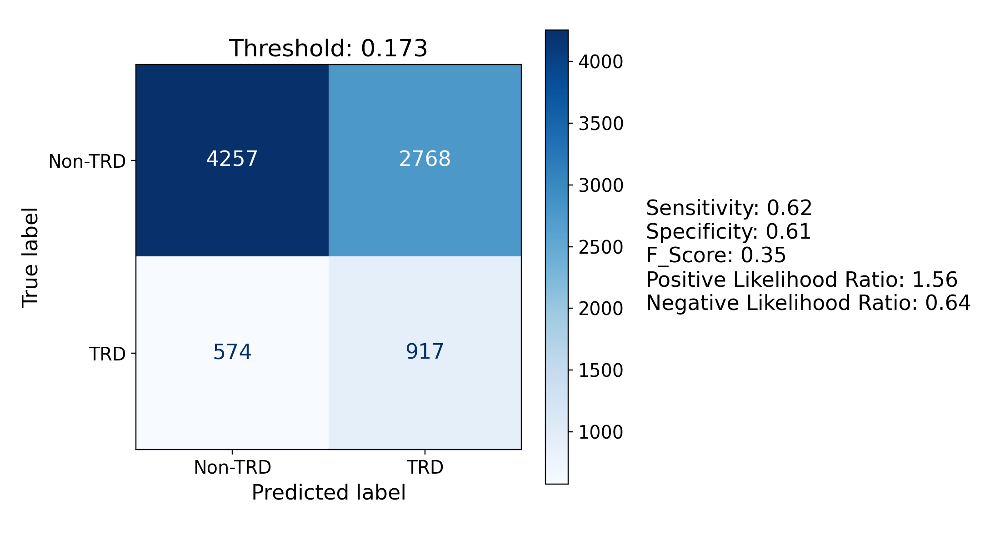 Threshold: 0.173
True label
Non-TRD
4257
2768
TRD
574
917
Non-TRD
TRD
Predicted label
4000
3500
3000
2500
2000
1500
1000
Sensitivity: 0.62
Specificity: 0.61
F_Score: 0.35
Positive Likelihood Ratio: 1.56
Negative Likelihood Ratio: 0.64